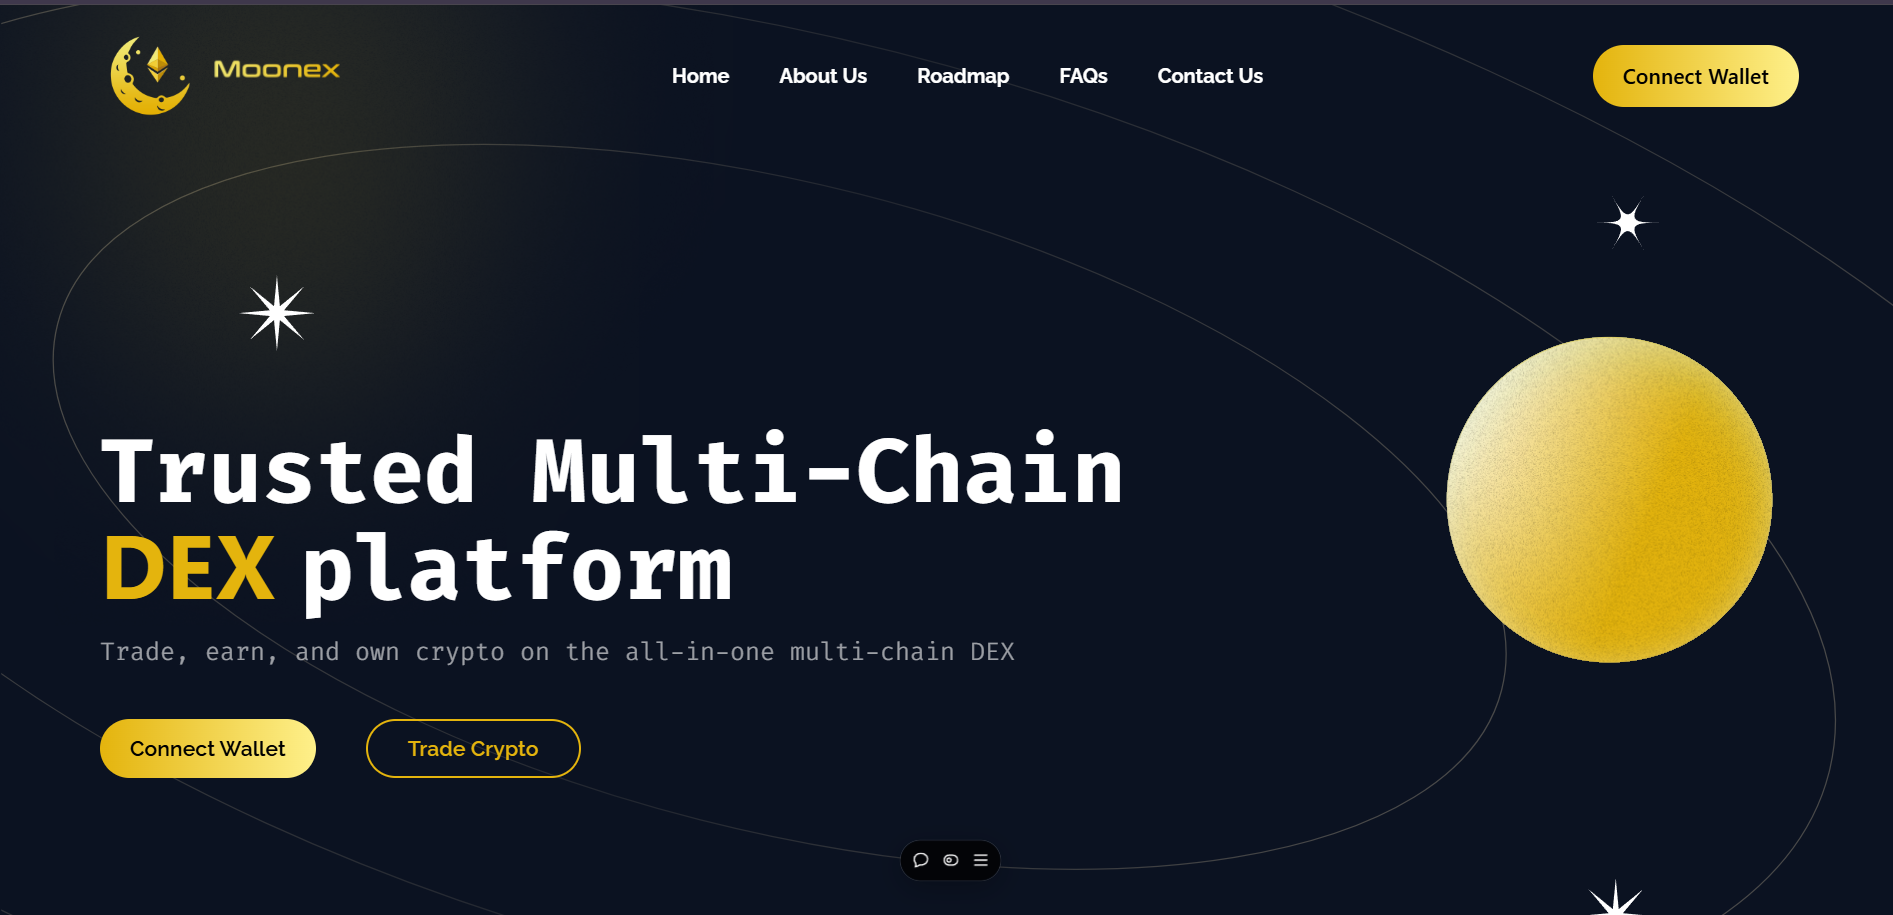 Moonex
Home About Us Roadmap FAQs Contact Us
Connect Wallet
Trusted Multi-Chain
DEX platform
Trade, earn, and own crypto on the all-in-one multi-chain DEX
Connect Wallet Trade Crypto